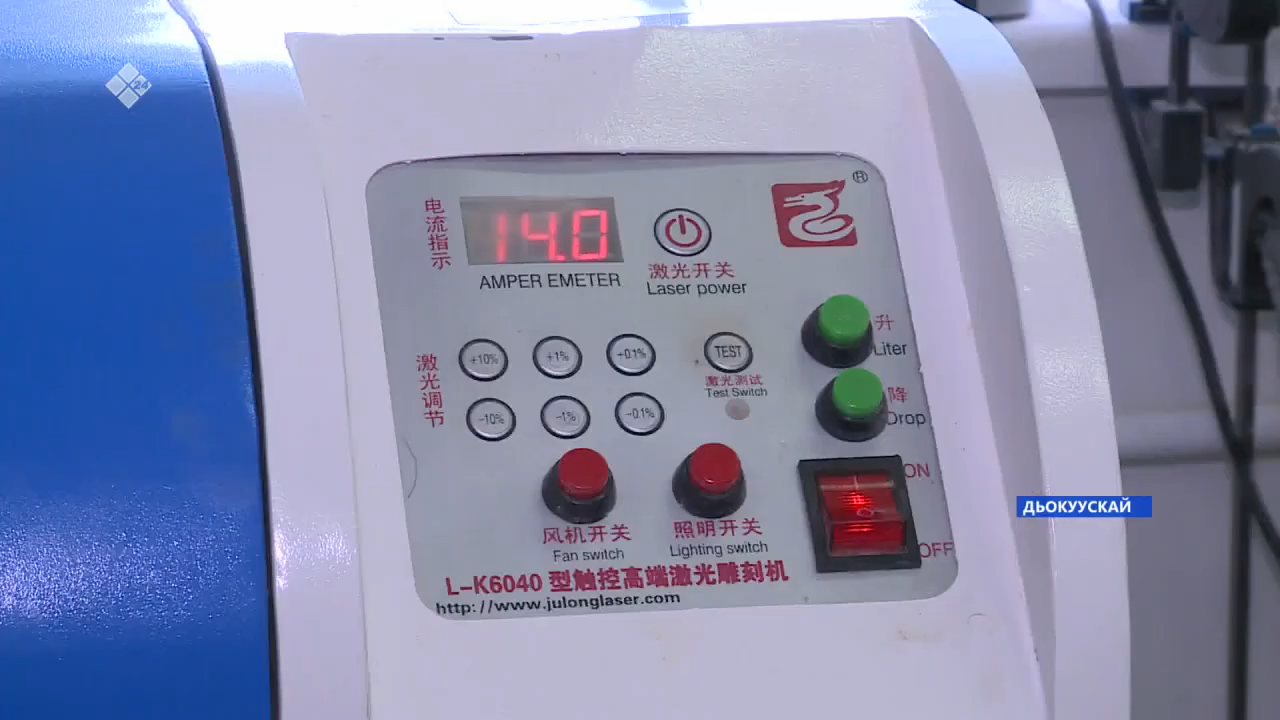 X24
®
电流指示
14.0
AMPER EMETER
激光开关
Laser power
升
Liter
激光调节
+10%
+1%
+0.1%
TEST
激光测试
Test Switch
降
Drop
-10%
-1%
-0.1%
ON
OFF
风机开关
Fan switch
照明开关
Lighting switch
L-K6040 型触控高端激光雕刻机
http://www.julonglaser.com
ДЬОКУУСКАЙ